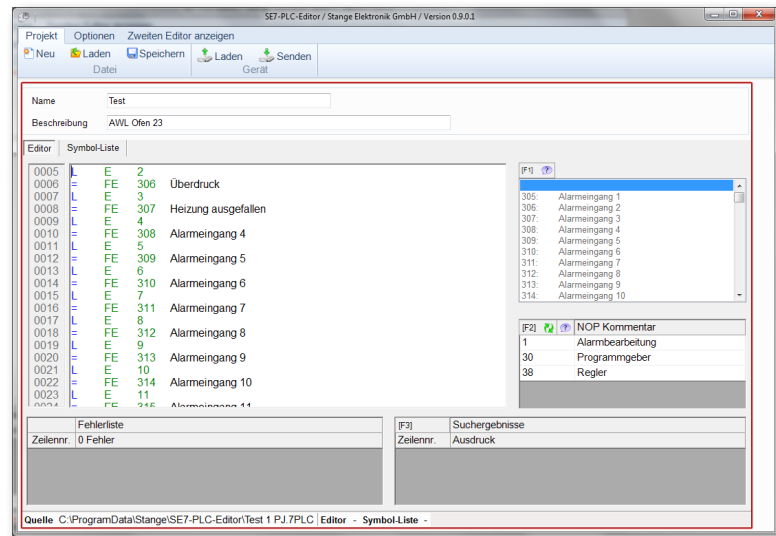 SE7-PLC-Editor / Stange Elektronik GmbH / Version 0.9.0.1
Projekt Optionen Zweiten Editor anzeigen
Neu Laden Speichern Laden Senden
Datei Gerät
Name Test
Beschreibung AWL Ofen 23
Editor Symbol-Liste
0005 L E 2
0006 = FE 306 Überdruck
0007 L E 3
0008 = FE 307 Heizung ausgefallen
0009 L E 4
0010 = FE 308 Alarmeingang 4
0011 L E 5
0012 = FE 309 Alarmeingang 5
0013 L E 6
0014 = FE 310 Alarmeingang 6
0015 L E 7
0016 = FE 311 Alarmeingang 7
0017 L E 8
0018 = FE 312 Alarmeingang 8
0019 L E 9
0020 = FE 313 Alarmeingang 9
0021 L E 10
0022 = FE 314 Alarmeingang 10
0023 L E 11
0024 = FE 315 Alarmeingang 11
[F1]
305: Alarmeingang 1
306: Alarmeingang 2
307: Alarmeingang 3
308: Alarmeingang 4
309: Alarmeingang 5
310: Alarmeingang 6
311: Alarmeingang 7
312: Alarmeingang 8
313: Alarmeingang 9
314: Alarmeingang 10
[F2] NOP Kommentar
1 Alarmbearbeitung
30 Programmgeber
38 Regler
Fehlerliste
Zeilennr. 0 Fehler
[F3] Suchergebnisse
Zeilennr. Ausdruck
Quelle C:\ProgramData\Stange\SE7-PLC-Editor\Test 1 PJ.7PLC Editor - Symbol-Liste -